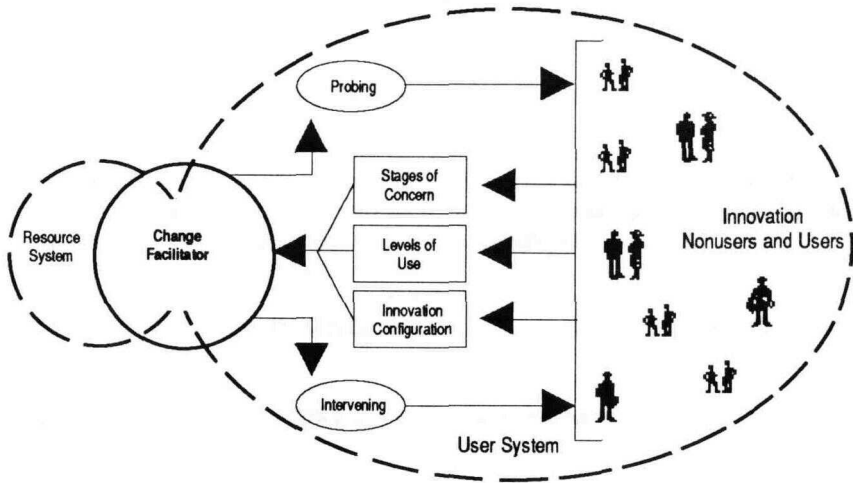 Probing
Stages of
Concern
Resource
System
Change
Facilitator
Levels of
Use
Innovation
Nonusers and Users
Innovation
Configuration
Intervening
User System